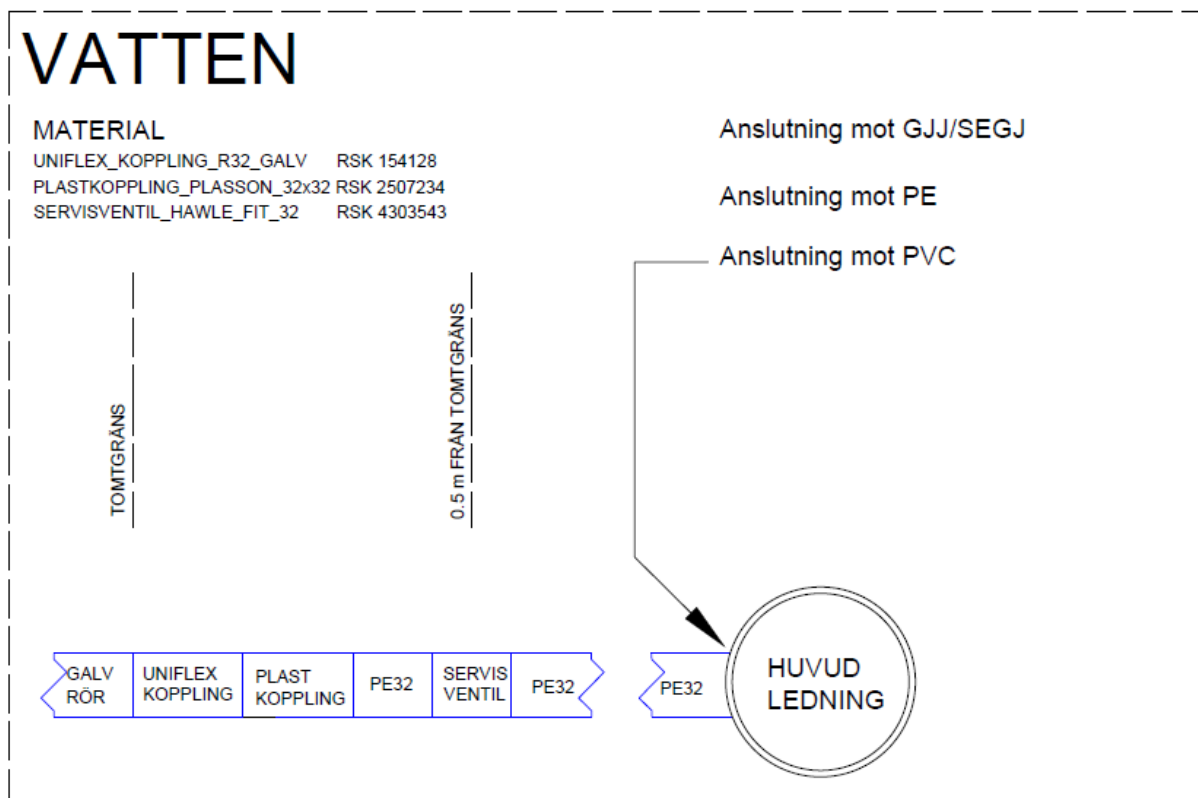 VATTEN
MATERIAL
UNIFLEX_KOPPLING_R32_GALV RSK 154128
PLASTKOPPLING_PLASSON_32x32 RSK 2507234
SERVISVENTIL_HAWLE_FIT_32 RSK 4303543
Anslutning mot GJJ/SEGJ
Anslutning mot PE
Anslutning mot PVC
TOMTGRÄNS
0.5 m FRÅN TOMTGRÄNS
GALV
RÖR
UNIFLEX
KOPPLING
PLAST
KOPPLING
PE32
SERVIS
VENTIL
PE32
PE32
HUVUD
LEDNING